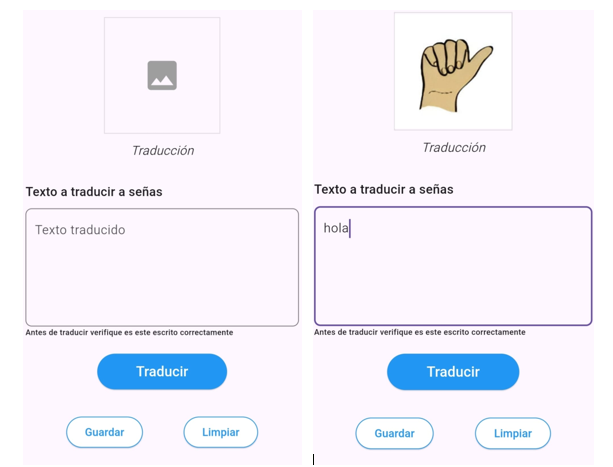 Traducción
Texto a traducir a señas
Texto traducido
Antes de traducir verifique es este escrito correctamente
Traducir
Guardar Limpiar
Traducción
Texto a traducir a señas
hola
Antes de traducir verifique es este escrito correctamente
Traducir
Guardar Limpiar